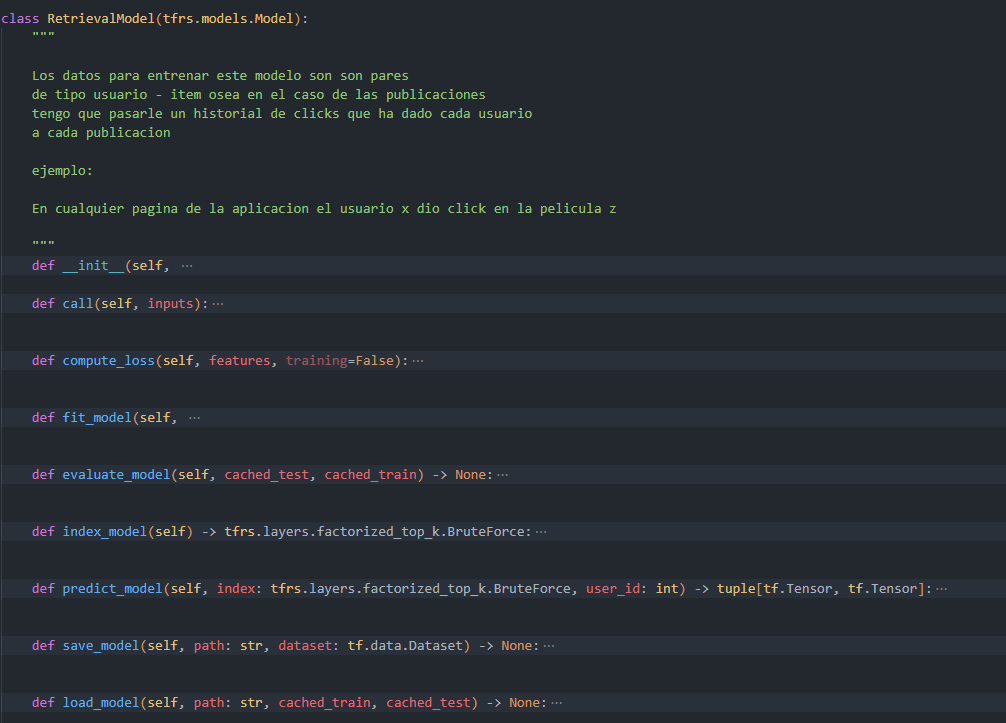 class RetrievalModel(tfrs.models.Model):
"""
Los datos para entrenar este modelo son son pares
de tipo usuario - item osea en el caso de las publicaciones
tengo que pasarle un historial de clicks que ha dado cada usuario
a cada publicacion
ejemplo:
En cualquier pagina de la aplicacion el usuario x dio click en la pelicula z
"""
def __init__(self, ···
def call(self, inputs):···
def compute_loss(self, features, training=False):···
def fit_model(self, ···
def evaluate_model(self, cached_test, cached_train) -> None:···
def index_model(self) -> tfrs.layers.factorized_top_k.BruteForce:···
def predict_model(self, index: tfrs.layers.factorized_top_k.BruteForce, user_id: int) -> tuple[tf.Tensor, tf.Tensor]:···
def save_model(self, path: str, dataset: tf.data.Dataset) -> None:···
def load_model(self, path: str, cached_train, cached_test) -> None:···